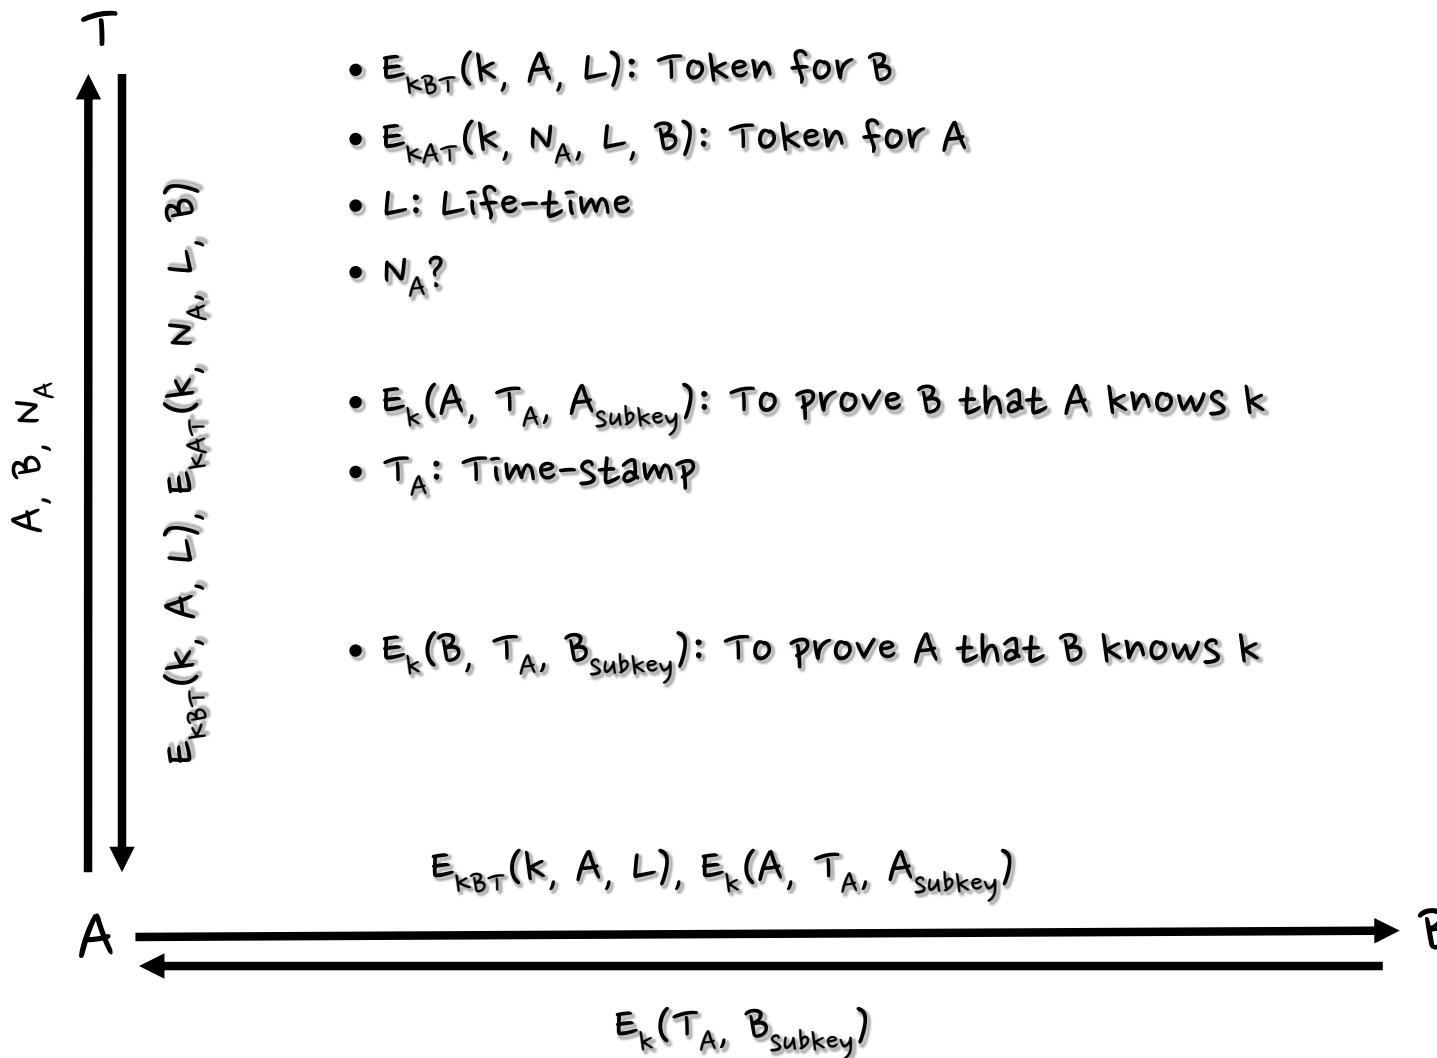 T
• E_kBT(k, A, L): Token for B
• E_kAT(k, N_A, L, B): Token for A
• L: Life-time
• N_A?
A, B, N_A
E_kBT(k, A, L), E_kAT(k, N_A, L, B)
• E_k(A, T_A, A_subkey): To prove B that A knows k
• T_A: Time-stamp
• E_k(B, T_A, B_subkey): To prove A that B knows k
E_kBT(k, A, L), E_k(A, T_A, A_subkey)
A
B
E_k(T_A, B_subkey)